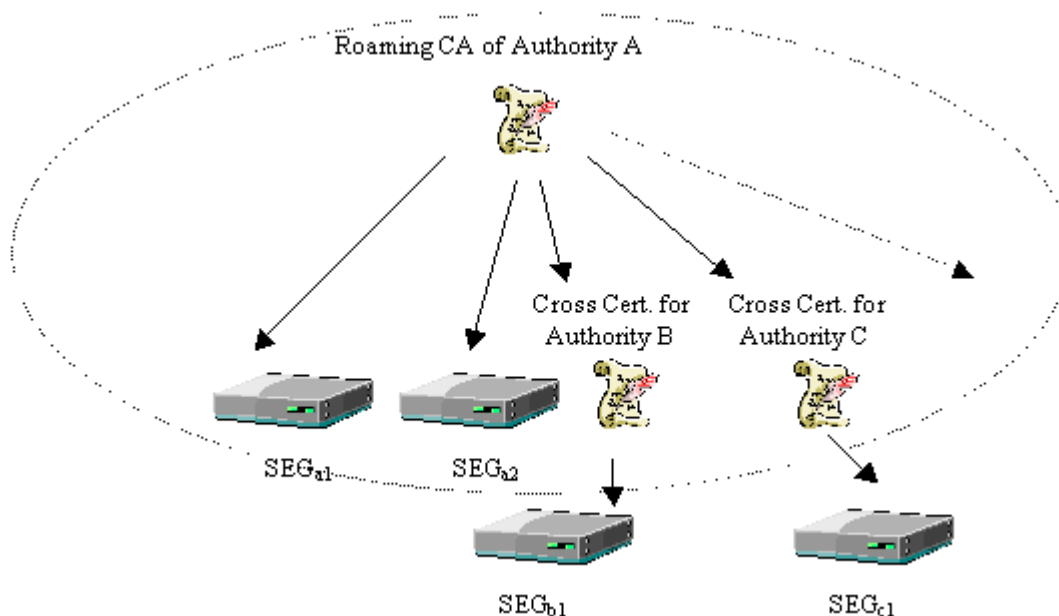 Roaming CA of Authority A
Cross Cert. for
Authority B
Cross Cert. for
Authority C
SEGa1
SEGa2
SEGb1
SEGc1